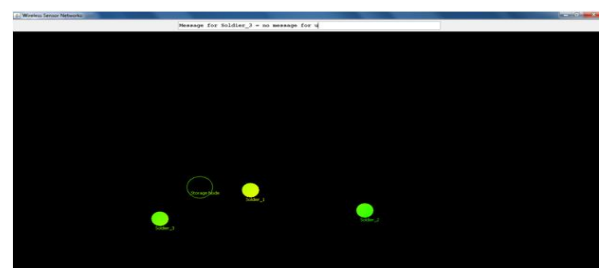 Wireless Sensor Networks
Message for Soldier_3 = no message for u
Storage Node
Soldier_1
Soldier_2
Soldier_3